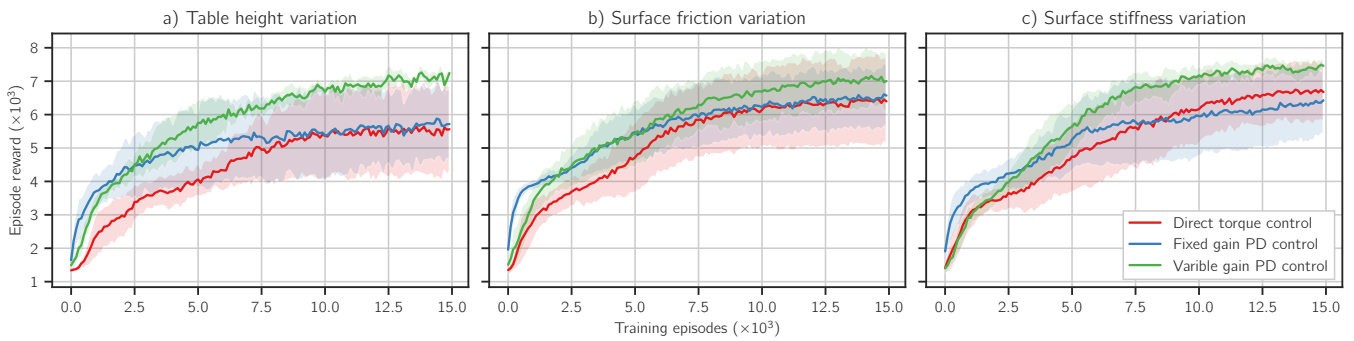 a) Table height variation
b) Surface friction variation
c) Surface stiffness variation
Episode reward (×10³)
8
7
6
5
4
3
2
1
0.0 2.5 5.0 7.5 10.0 12.5 15.0
0.0 2.5 5.0 7.5 10.0 12.5 15.0
0.0 2.5 5.0 7.5 10.0 12.5 15.0
Direct torque control
Fixed gain PD control
Varible gain PD control
Training episodes (×10³)